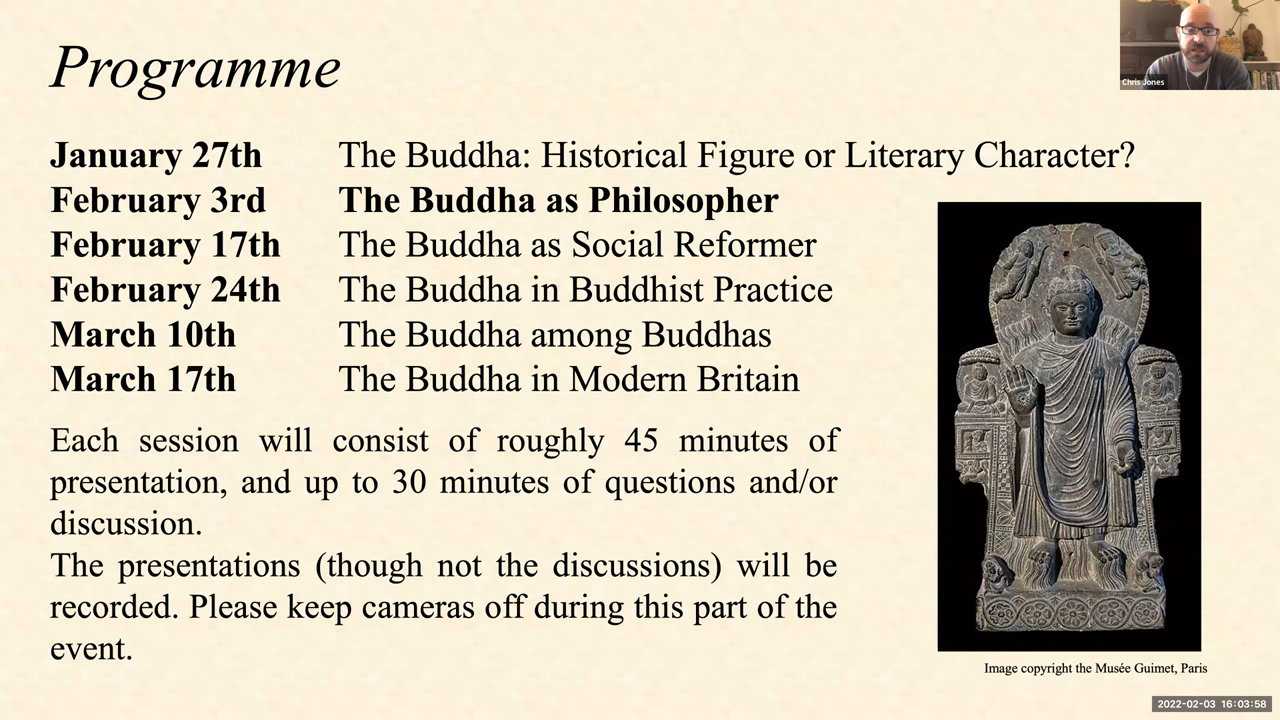 Programme
January 27th The Buddha: Historical Figure or Literary Character?
February 3rd The Buddha as Philosopher
February 17th The Buddha as Social Reformer
February 24th The Buddha in Buddhist Practice
March 10th The Buddha among Buddhas
March 17th The Buddha in Modern Britain
Each session will consist of roughly 45 minutes of
presentation, and up to 30 minutes of questions and/or
discussion.
The presentations (though not the discussions) will be
recorded. Please keep cameras off during this part of the
event.
Chris Jones
Image copyright the Musée Guimet, Paris
2022-02-03 16:03:58